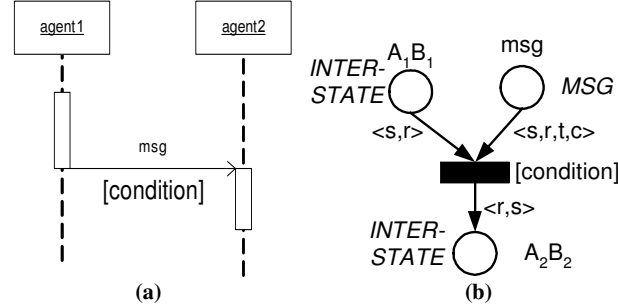 agent1
agent2
msg
[condition]
(a)
A₁B₁
msg
INTER-
STATE
MSG
<s,r>
<s,r,t,c>
[condition]
<r,s>
INTER-
STATE
A₂B₂
(b)